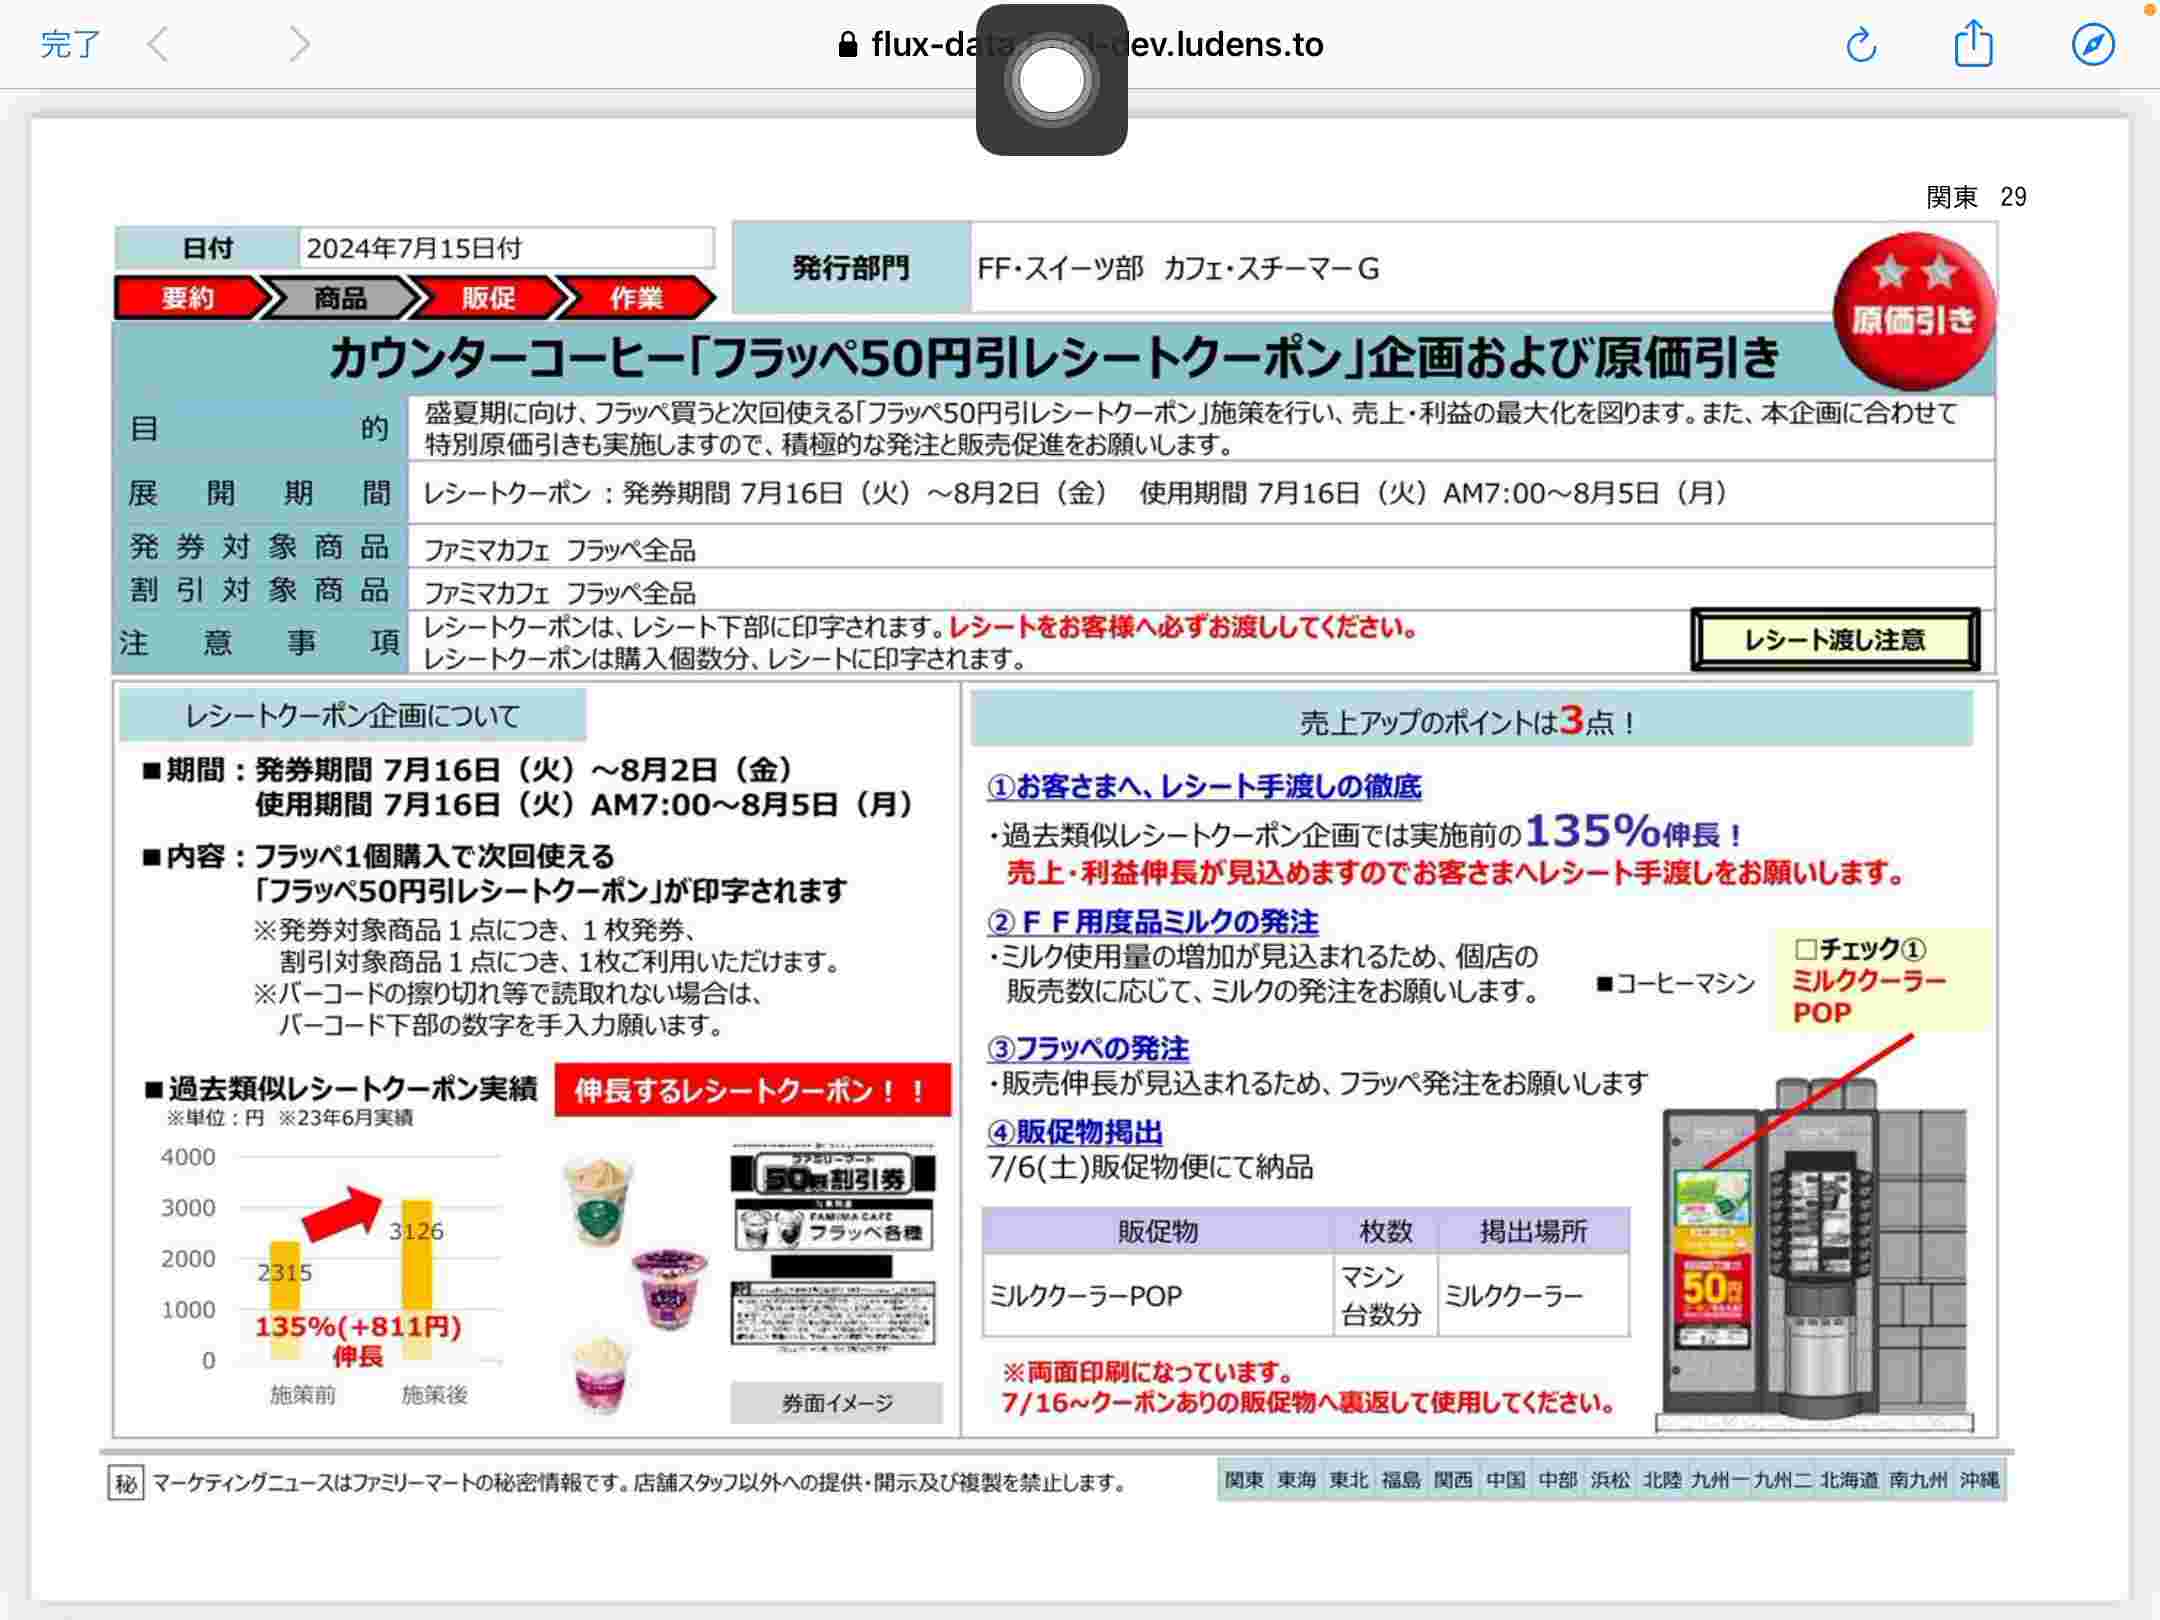 完了
flux-da
-dev.ludens.to
関東 29
日付 2024年7月15日付
発行部門 FF・スイーツ部 カフェ・スチーマーG
要約 商品 販促 作業
原価引き
カウンターコーヒー「フラッペ50円引レシートクーポン」企画および原価引き
目的 盛夏期に向け、フラッペ買うと次回使える「フラッペ50円引レシートクーポン」施策を行い、売上・利益の最大化を図ります。また、本企画に合わせて
特別原価引きも実施しますので、積極的な発注と販売促進をお願いします。
展開期間 レシートクーポン：発券期間 7月16日（火）～8月2日（金） 使用期間 7月16日（火）AM7:00～8月5日（月）
発券対象商品 ファミマカフェ フラッペ全品
割引対象商品 ファミマカフェ フラッペ全品
注意事項 レシートクーポンは、レシート下部に印字されます。レシートをお客様へ必ずお渡ししてください。
レシートクーポンは購入個数分、レシートに印字されます。
レシート渡し注意
レシートクーポン企画について
■期間：発券期間 7月16日（火）～8月2日（金）
使用期間 7月16日（火）AM7:00～8月5日（月）
■内容：フラッペ1個購入で次回使える
「フラッペ50円引レシートクーポン」が印字されます
※発券対象商品１点につき、１枚発券、
割引対象商品１点につき、1枚ご利用いただけます。
※バーコードの擦り切れ等で読取れない場合は、
バーコード下部の数字を手入力願います。
■過去類似レシートクーポン実績
※単位：円 ※23年6月実績
伸長するレシートクーポン！！
4000
3000
2000
1000
0
2315
3126
135%(+811円)
伸長
施策前 施策後
ファミリーマート
50円割引券
FAMIMA CAFE
フラッペ各種
券面イメージ
売上アップのポイントは3点！
①お客さまへ、レシート手渡しの徹底
・過去類似レシートクーポン企画では実施前の135%伸長！
売上・利益伸長が見込めますのでお客さまへレシート手渡しをお願いします。
②ＦＦ用度品ミルクの発注
・ミルク使用量の増加が見込まれるため、個店の
販売数に応じて、ミルクの発注をお願いします。
③フラッペの発注
・販売伸長が見込まれるため、フラッペ発注をお願いします
④販促物掲出
7/6(土)販促物便にて納品
販促物 枚数 掲出場所
ミルククーラーPOP マシン台数分 ミルククーラー
※両面印刷になっています。
7/16～クーポンありの販促物へ裏返して使用してください。
■コーヒーマシン
□チェック①
ミルククーラー
POP
50円
秘 マーケティングニュースはファミリーマートの秘密情報です。店舗スタッフ以外への提供・開示及び複製を禁止します。
関東 東海 東北 福島 関西 中国 中部 浜松 北陸 九州一 九州二 北海道 南九州 沖縄